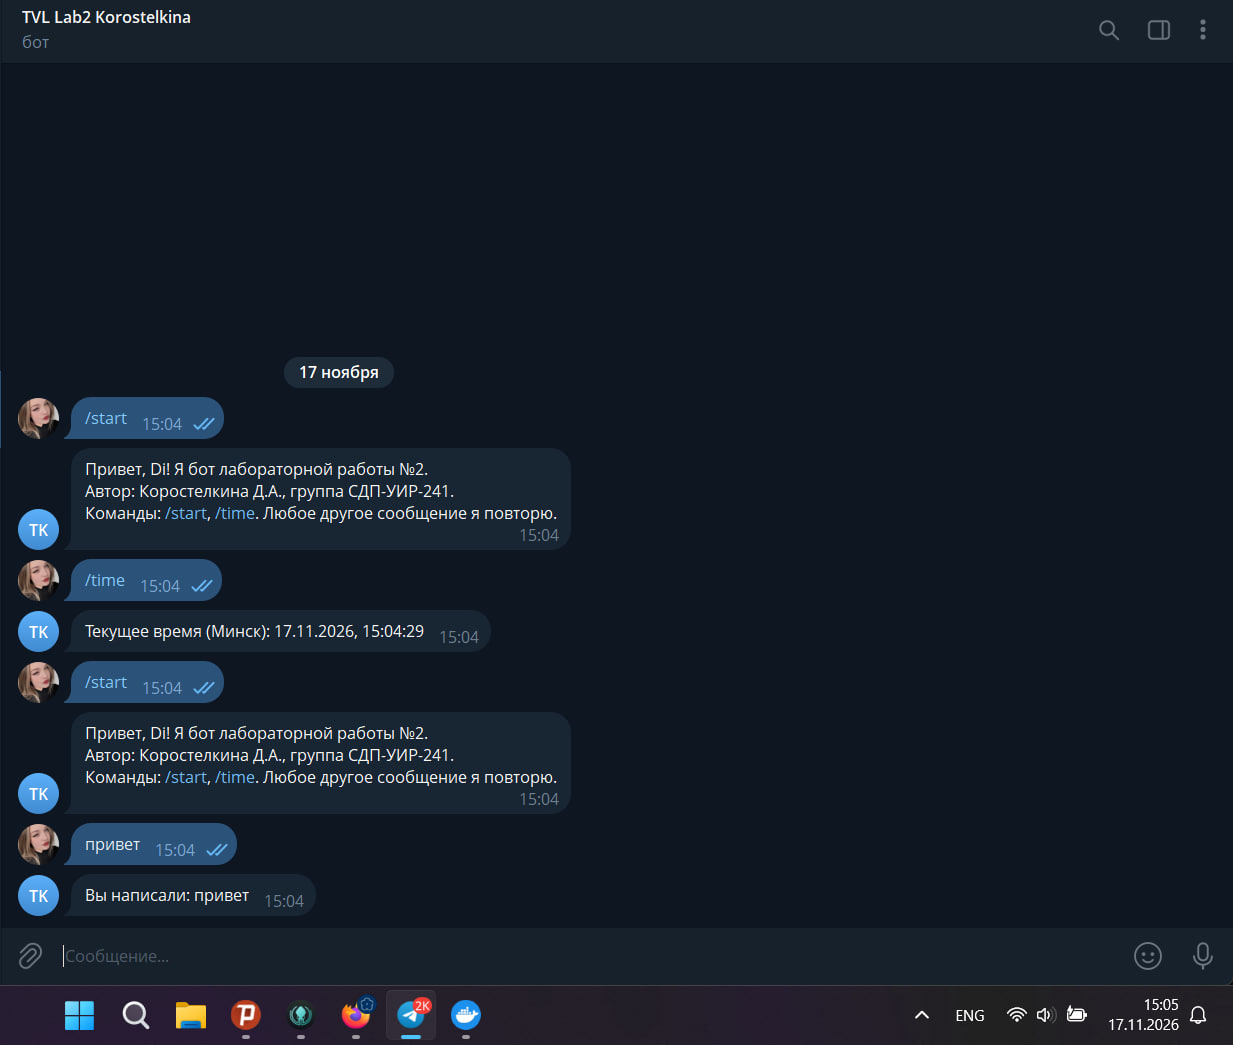 TVL Lab2 Korostelkina
бот
17 ноября
/start 15:04
Привет, Di! Я бот лабораторной работы №2.
Автор: Коростелкина Д.А., группа СДП-УИР-241.
Команды: /start, /time. Любое другое сообщение я повторю.
15:04
TK
/time 15:04
TK
Текущее время (Минск): 17.11.2026, 15:04:29 15:04
/start 15:04
Привет, Di! Я бот лабораторной работы №2.
Автор: Коростелкина Д.А., группа СДП-УИР-241.
Команды: /start, /time. Любое другое сообщение я повторю.
15:04
TK
привет 15:04
TK
Вы написали: привет 15:04
Сообщение...
2K
ENG
15:05
17.11.2026